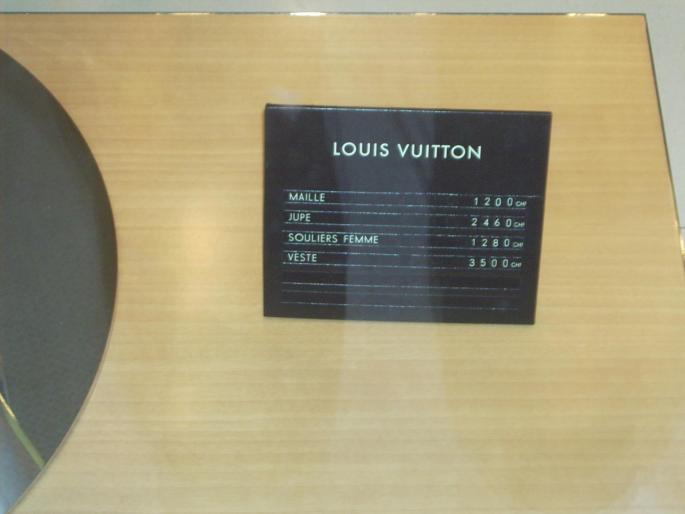 LOUIS VUITTON
MAILLE 1200 CHF
JUPE 2460 CHF
SOULIERS FEMME 1280 CHF
VESTE 3500 CHF